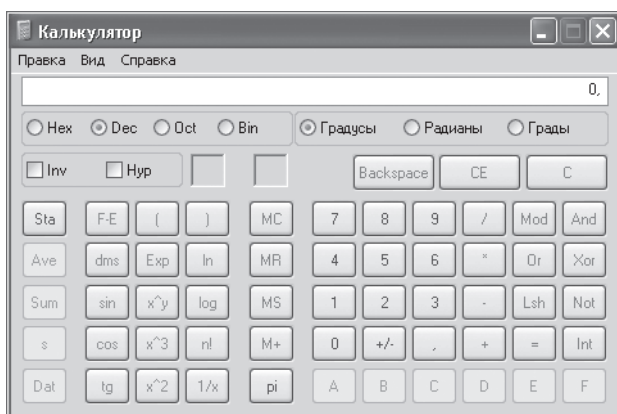 Калькулятор
Правка Вид Справка
0,
Hex Dec Oct Bin Градусы Радианы Грады
Inv Hyp Backspace CE C
Sta F-E ( ) MC 7 8 9 / Mod And
Ave dms Exp ln MR 4 5 6 * Or Xor
Sum sin x^y log MS 1 2 3 - Lsh Not
s cos x^3 n! M+ 0 +/- , + = Int
Dat tg x^2 1/x pi A B C D E F